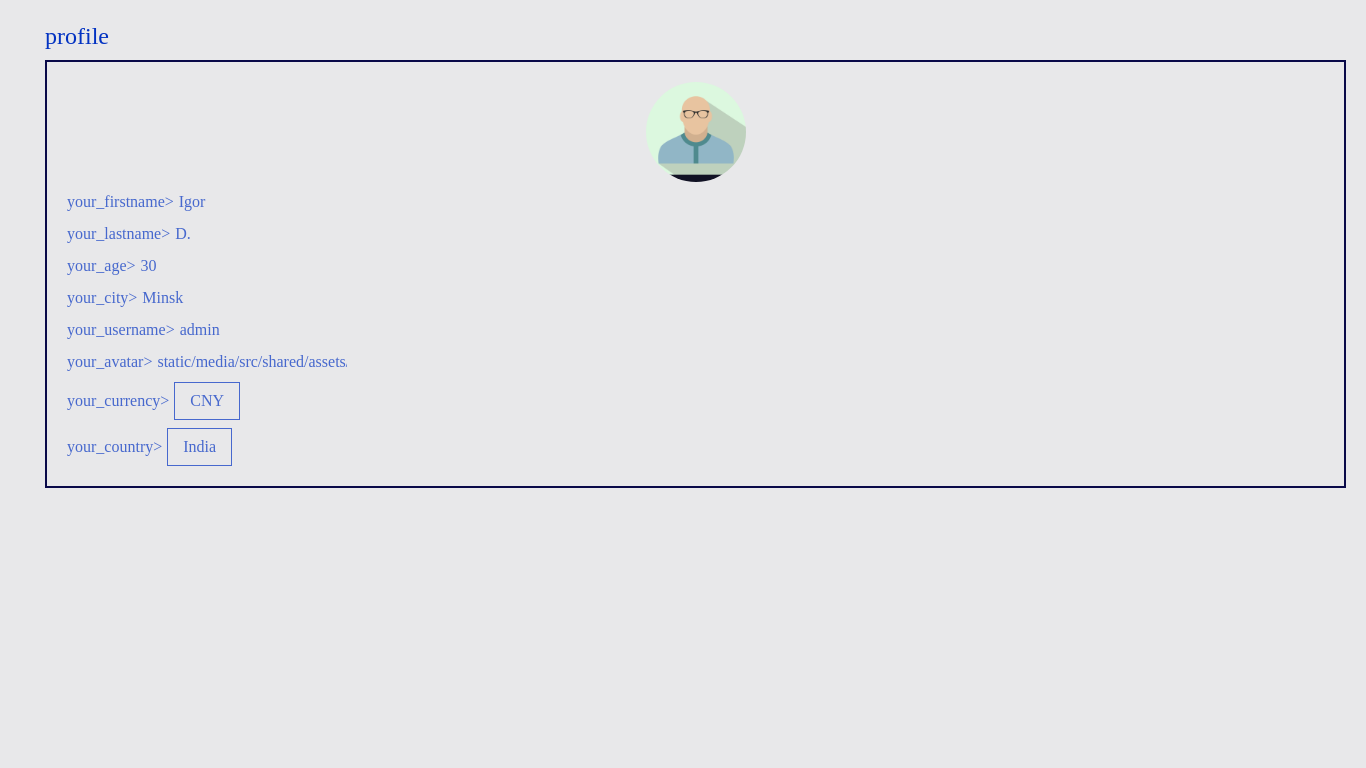 profile
your_firstname> Igor
your_lastname> D.
your_age> 30
your_city> Minsk
your_username> admin
your_avatar> static/media/src/shared/assets
your_currency> CNY
your_country> India